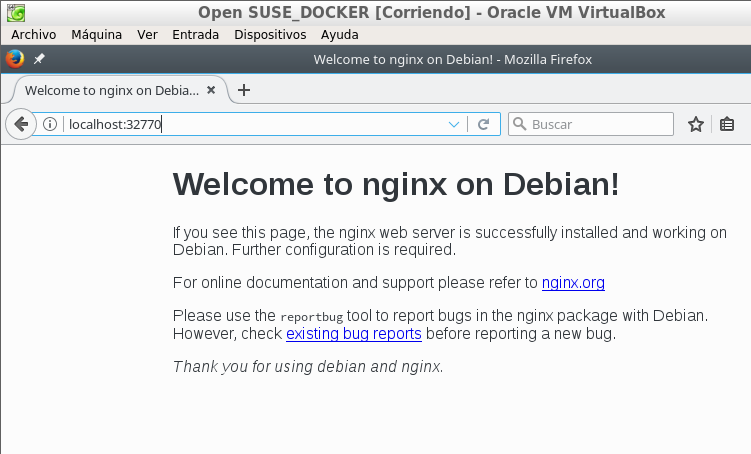 Open SUSE_DOCKER [Corriendo] - Oracle VM VirtualBox
Archivo Máquina Ver Entrada Dispositivos Ayuda
Welcome to nginx on Debian! - Mozilla Firefox
Welcome to nginx on Debia...
localhost:32770
Buscar
Welcome to nginx on Debian!
If you see this page, the nginx web server is successfully installed and working on
Debian. Further configuration is required.
For online documentation and support please refer to nginx.org
Please use the reportbug tool to report bugs in the nginx package with Debian.
However, check existing bug reports before reporting a new bug.
Thank you for using debian and nginx.